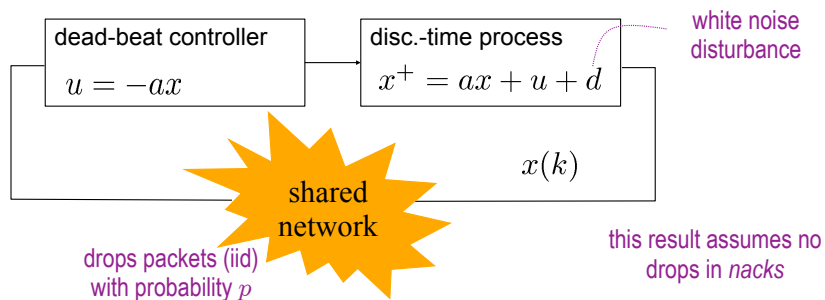 dead-beat controller
u = −ax
disc.-time process
x⁺ = ax + u + d
white noise
disturbance
x(k)
shared
network
drops packets (iid)
with probability p
this result assumes no
drops in nacks